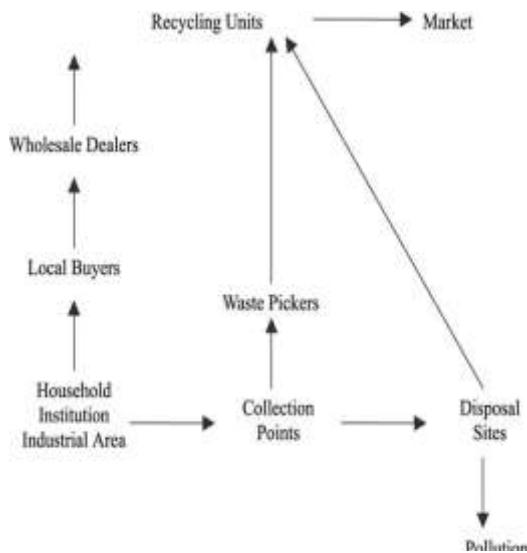 Recycling Units
Market
Wholesale Dealers
Local Buyers
Waste Pickers
Household
Institution
Industrial Area
Collection
Points
Disposal
Sites
Pollution